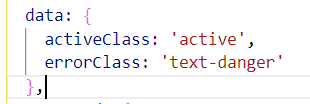 data: {
  activeClass: 'active',
  errorClass: 'text-danger'
},